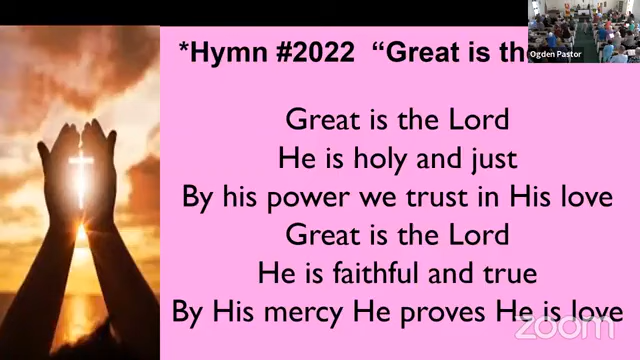 *Hymn #2022 “Great is the
Ogden Pastor
Great is the Lord
He is holy and just
By his power we trust in His love
Great is the Lord
He is faithful and true
By His mercy He proves He is love
zoom